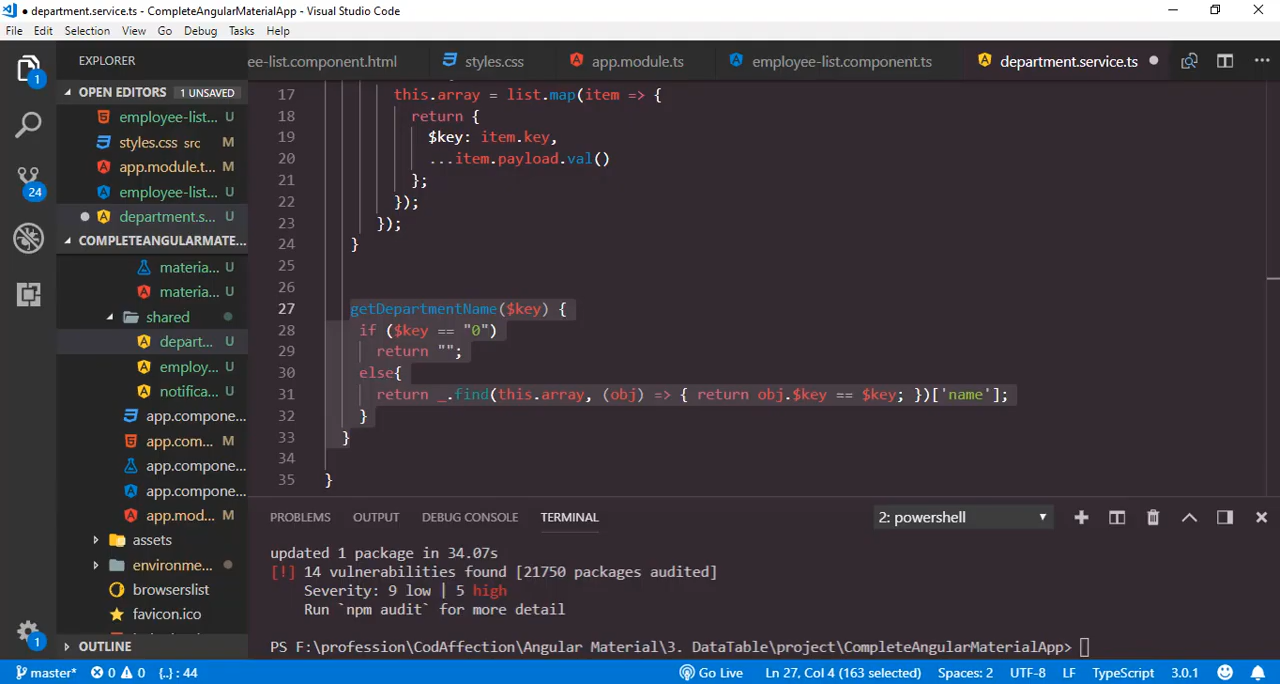 ● department.service.ts - CompleteAngularMaterialApp - Visual Studio Code
File Edit Selection View Go Debug Tasks Help
EXPLORER
ee-list.component.html styles.css app.module.ts employee-list.component.ts department.service.ts
OPEN EDITORS 1 UNSAVED
employee-list... U
styles.css src M
app.module.t... M
employee-list... U
department.s... U
COMPLETEANGULARMATE...
materia... U
materia... U
shared
depart... U
employ... U
notifica... U
app.compone...
app.com... M
app.compone...
app.compone...
app.mod... M
assets
environme...
browserslist
favicon.ico
OUTLINE
1
24
1
17 this.array = list.map(item => {
18 return {
19 $key: item.key,
20 ...item.payload.val()
21 };
22 });
23 });
24 }
25
26
27 getDepartmentName($key) {
28 if ($key == "0")
29 return "";
30 else{
31 return _.find(this.array, (obj) => { return obj.$key == $key; })['name'];
32 }
33 }
34
35 }
PROBLEMS OUTPUT DEBUG CONSOLE TERMINAL 2: powershell
updated 1 package in 34.07s
[!] 14 vulnerabilities found [21750 packages audited]
Severity: 9 low | 5 high
Run `npm audit` for more detail
PS F:\profession\CodAffection\Angular Material\3. DataTable\project\CompleteAngularMaterialApp>
master* 0 0 {..} : 44 Go Live Ln 27, Col 4 (163 selected) Spaces: 2 UTF-8 LF TypeScript 3.0.1